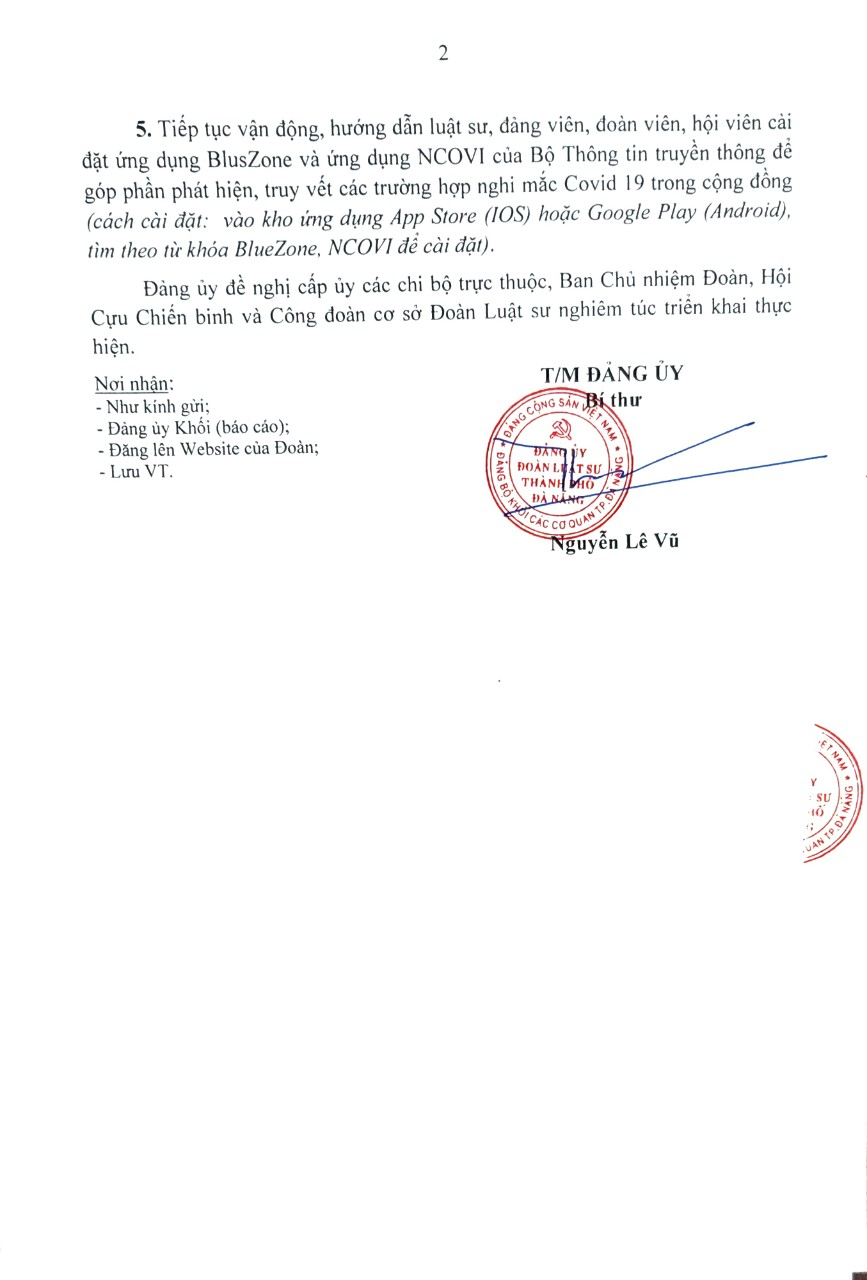 2
5. Tiếp tục vận động, hướng dẫn luật sư, đảng viên, đoàn viên, hội viên cài
đặt ứng dụng BlusZone và ứng dụng NCOVI của Bộ Thông tin truyền thông để
góp phần phát hiện, truy vết các trường hợp nghi mắc Covid 19 trong cộng đồng
(cách cài đặt: vào kho ứng dụng App Store (IOS) hoặc Google Play (Android),
tìm theo từ khóa BlueZone, NCOVI để cài đặt).
Đảng ủy đề nghị cấp ủy các chi bộ trực thuộc, Ban Chủ nhiệm Đoàn, Hội
Cựu Chiến binh và Công đoàn cơ sở Đoàn Luật sư nghiêm túc triển khai thực
hiện.
Nơi nhận:
- Như kính gửi;
- Đảng ủy Khối (báo cáo);
- Đăng lên Website của Đoàn;
- Lưu VT.
T/M ĐẢNG ỦY
Bí thư
ĐẢNG CỘNG SẢN VIỆT NAM
ĐẢNG ỦY
ĐOÀN LUẬT SƯ
THÀNH PHỐ
ĐÀ NẴNG
ĐẢNG BỘ KHỐI CÁC CƠ QUAN TP.ĐÀ NẴNG
Nguyễn Lê Vũ
ỆT NAM
Y
SƯ
HỐ
QUAN TP.ĐÀ NẴNG